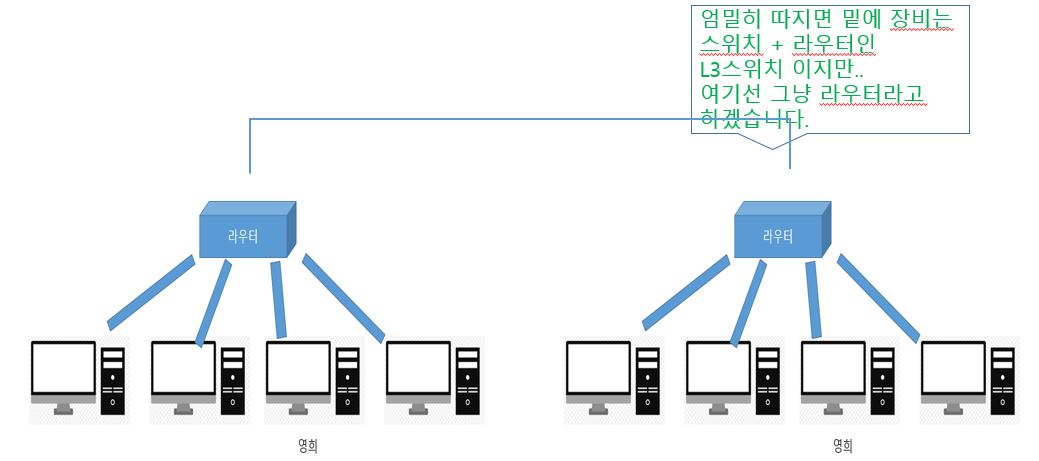 엄밀히 따지면 밑에 장비는
스위치 + 라우터인
L3스위치 이지만..
여기선 그냥 라우터라고
하겠습니다.
라우터
라우터
영희
영희